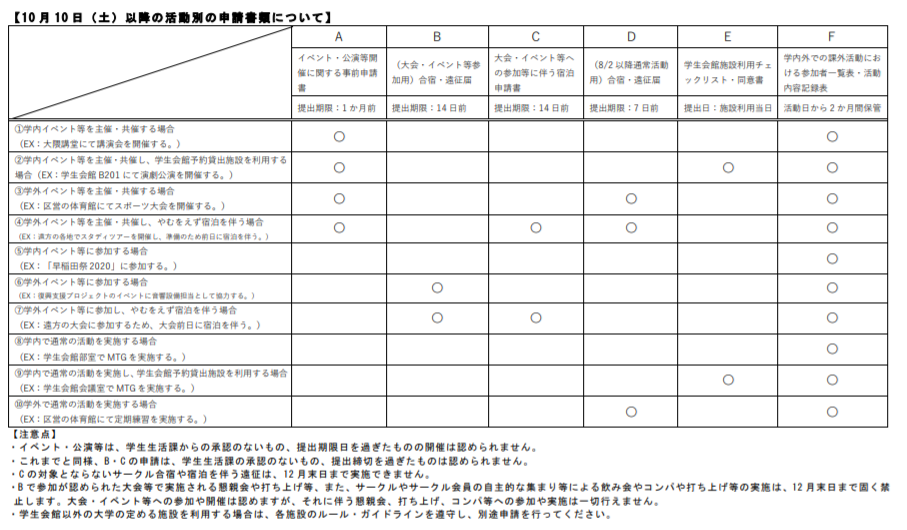 【10月10日（土）以降の活動別の申請書類について】
A
B
C
D
E
F
イベント・公演等開
催に関する事前申請
書
（大会・イベント等参
加用）合宿・遠征届
大会・イベント等へ
の参加等に伴う宿泊
申請書
（8/2以降通常活動
用）合宿・遠征届
学生会館施設利用チェ
ックリスト・同意書
学内外での課外活動にお
ける参加者一覧表・活動
内容記録表
提出期限：1か月前
提出期限：14日前
提出期限：14日前
提出期限：7日前
提出日：施設利用当日
活動日から2か月間保管
①学内イベント等を主催・共催する場合
（EX：大隈講堂にて講演会を開催する。）
○ ○
②学内イベント等を主催・共催し、学生会館予約貸出施設を利用する
場合（EX：学生会館B201にて演劇公演を開催する。）
○ ○ ○
③学外イベント等を主催・共催する場合
（EX：区営の体育館にてスポーツ大会を開催する。）
○ ○ ○
④学外イベント等を主催・共催し、やむをえず宿泊を伴う場合
（EX：遠方の各地でスタディツアーを開催し、準備のため前日に宿泊を伴う。）
○ ○ ○ ○
⑤学内イベント等に参加する場合
（EX：「早稲田祭2020」に参加する。）
○
⑥学外イベント等に参加する場合
（EX：復興支援プロジェクトのイベントに音響設備担当として協力する。）
○ ○
⑦学外イベント等に参加し、やむをえず宿泊を伴う場合
（EX：遠方の大会に参加するため、大会前日に宿泊を伴う。）
○ ○ ○
⑧学内で通常の活動を実施する場合
（EX：学生会館部室でMTGを実施する。）
○
⑨学内で通常の活動を実施し、学生会館予約貸出施設を利用する場合
（EX：学生会館会議室でMTGを実施する。）
○ ○
⑩学外で通常の活動を実施する場合
（EX：区営の体育館にて定期練習を実施する。）
○ ○
【注意点】
・イベント・公演等は、学生生活課からの承認のないもの、提出期限日を過ぎたものの開催は認められません。
・これまでと同様、B・Cの申請は、学生生活課の承認のないもの、提出締切を過ぎたものは認められません。
・Cの対象とならないサークル合宿や宿泊を伴う遠征は、12月末日まで実施できません。
・Bで参加が認められた大会等で実施される懇親会や打ち上げ等、また、サークルやサークル会員の自主的な集まり等による飲み会やコンパや打ち上げ等の実施は、12月末日まで固く禁
止します。大会・イベント等への参加や開催は認めますが、それに伴う懇親会、打ち上げ、コンパ等への参加や実施は一切行えません。
・学生会館以外の大学の定める施設を利用する場合は、各施設のルール・ガイドラインを遵守し、別途申請を行ってください。